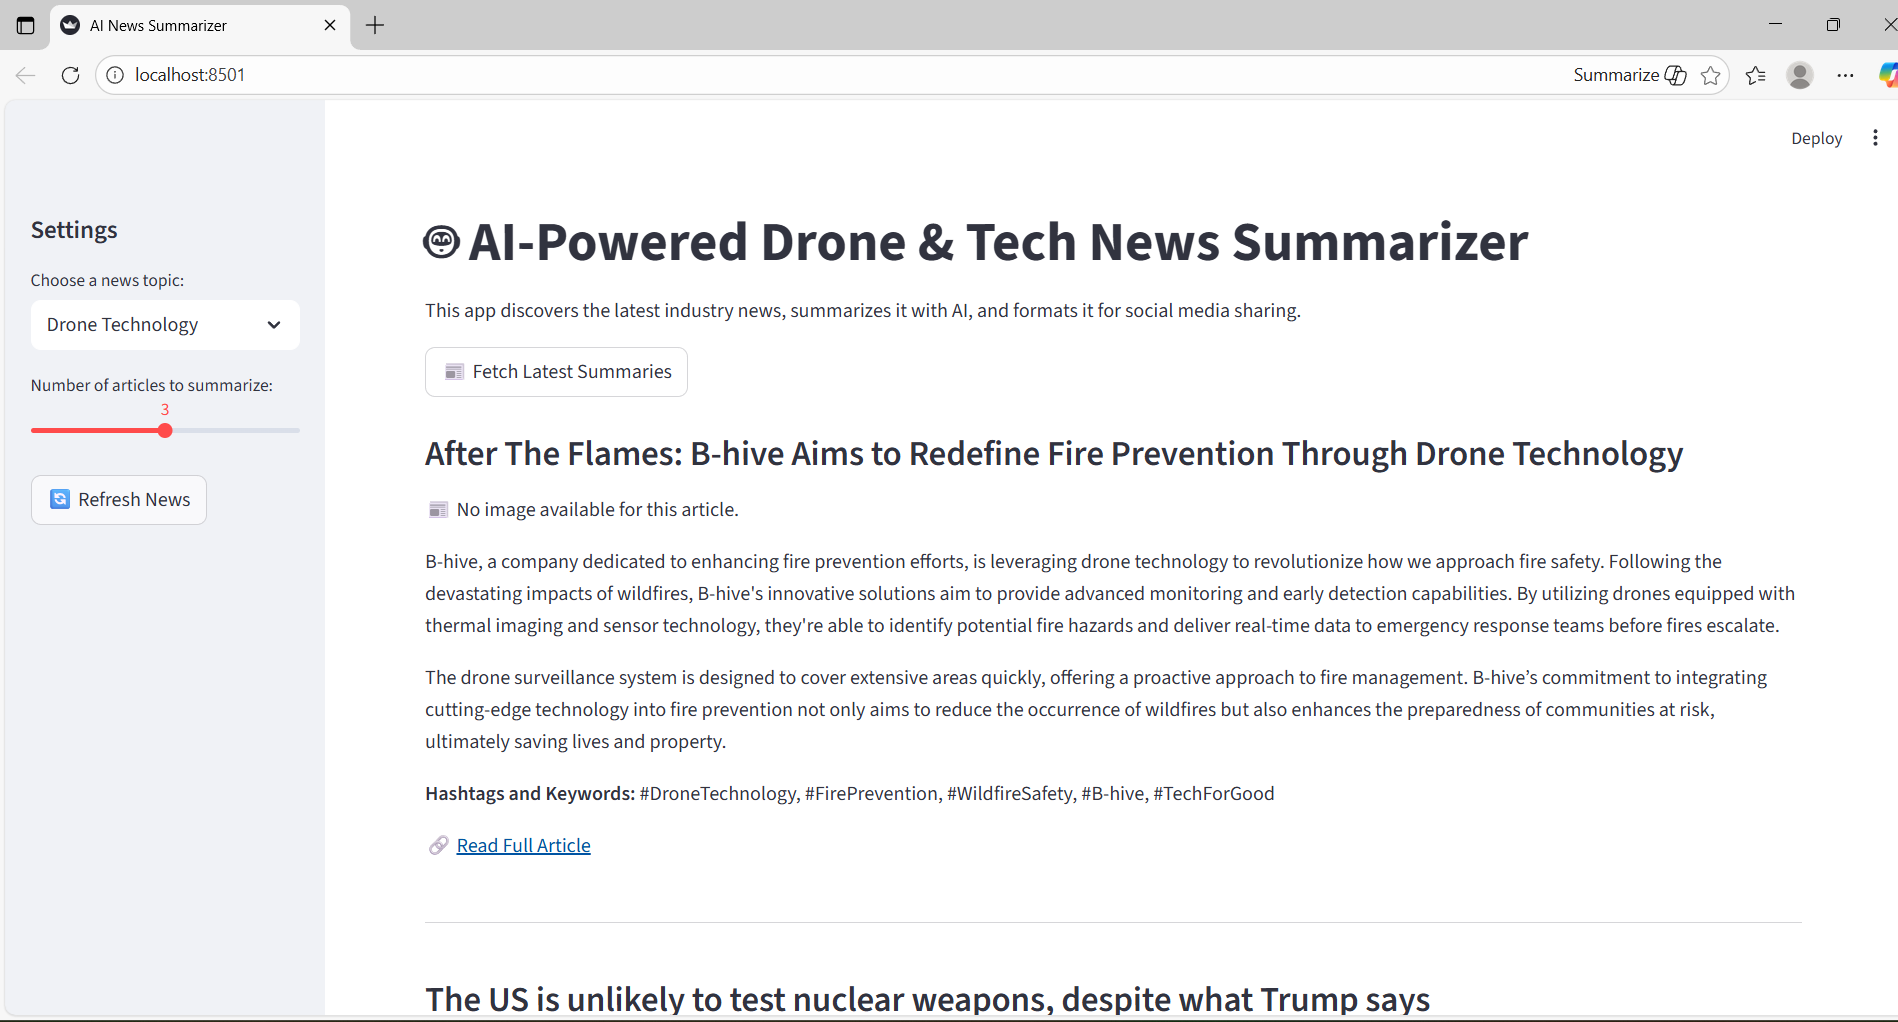 AI News Summarizer
localhost:8501
Summarize
Deploy
Settings
Choose a news topic:
Drone Technology
Number of articles to summarize:
3
Refresh News
AI-Powered Drone & Tech News Summarizer
This app discovers the latest industry news, summarizes it with AI, and formats it for social media sharing.
Fetch Latest Summaries
After The Flames: B-hive Aims to Redefine Fire Prevention Through Drone Technology
No image available for this article.
B-hive, a company dedicated to enhancing fire prevention efforts, is leveraging drone technology to revolutionize how we approach fire safety. Following the
devastating impacts of wildfires, B-hive's innovative solutions aim to provide advanced monitoring and early detection capabilities. By utilizing drones equipped with
thermal imaging and sensor technology, they're able to identify potential fire hazards and deliver real-time data to emergency response teams before fires escalate.
The drone surveillance system is designed to cover extensive areas quickly, offering a proactive approach to fire management. B-hive’s commitment to integrating
cutting-edge technology into fire prevention not only aims to reduce the occurrence of wildfires but also enhances the preparedness of communities at risk,
ultimately saving lives and property.
Hashtags and Keywords: #DroneTechnology, #FirePrevention, #WildfireSafety, #B-hive, #TechForGood
Read Full Article
The US is unlikely to test nuclear weapons, despite what Trump says